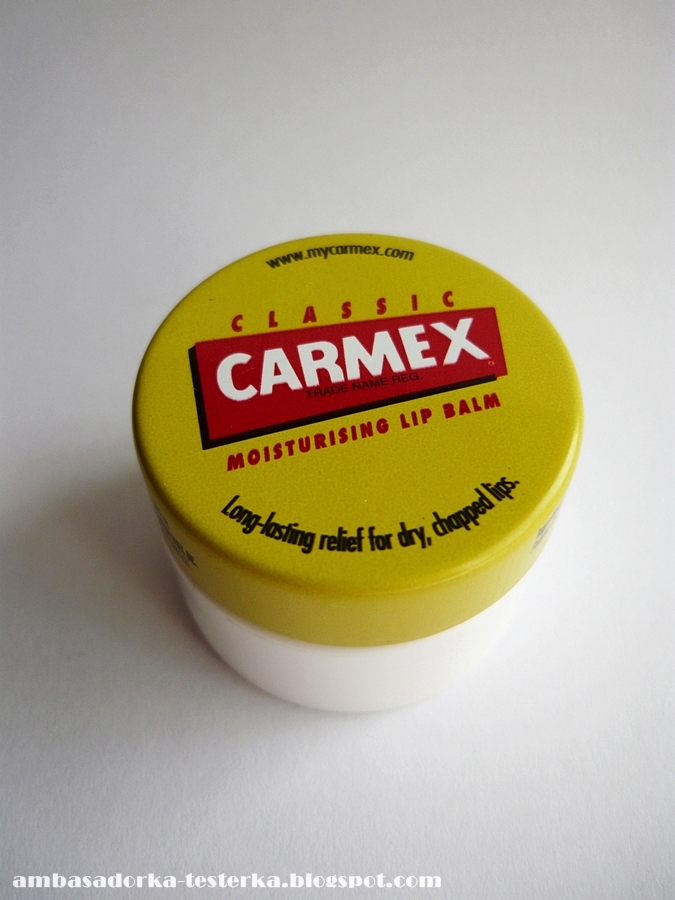 www.mycarmex.com
CLASSIC
CARMEX
TRADE NAME REG.
MOISTURISING LIP BALM
Long-lasting relief for dry, chapped lips.
ambasadorka-testerka.blogspot.com